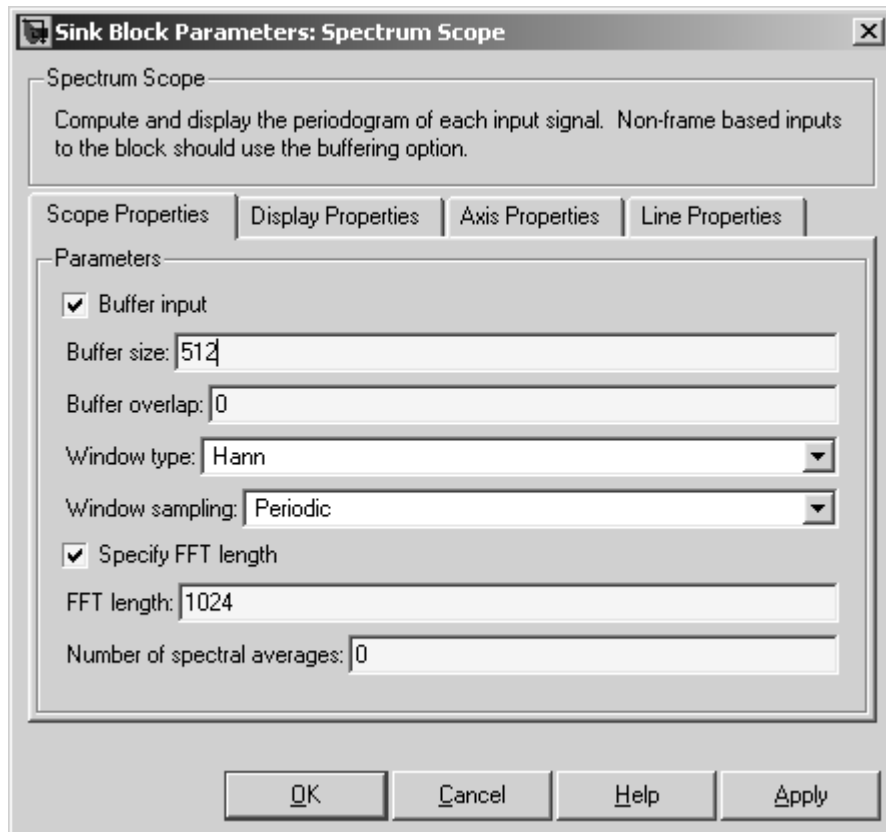 Sink Block Parameters: Spectrum Scope
Spectrum Scope
Compute and display the periodogram of each input signal. Non-frame based inputs
to the block should use the buffering option.
Scope Properties Display Properties Axis Properties Line Properties
Parameters
Buffer input
Buffer size: 512
Buffer overlap: 0
Window type: Hann
Window sampling: Periodic
Specify FFT length
FFT length: 1024
Number of spectral averages: 0
OK Cancel Help Apply